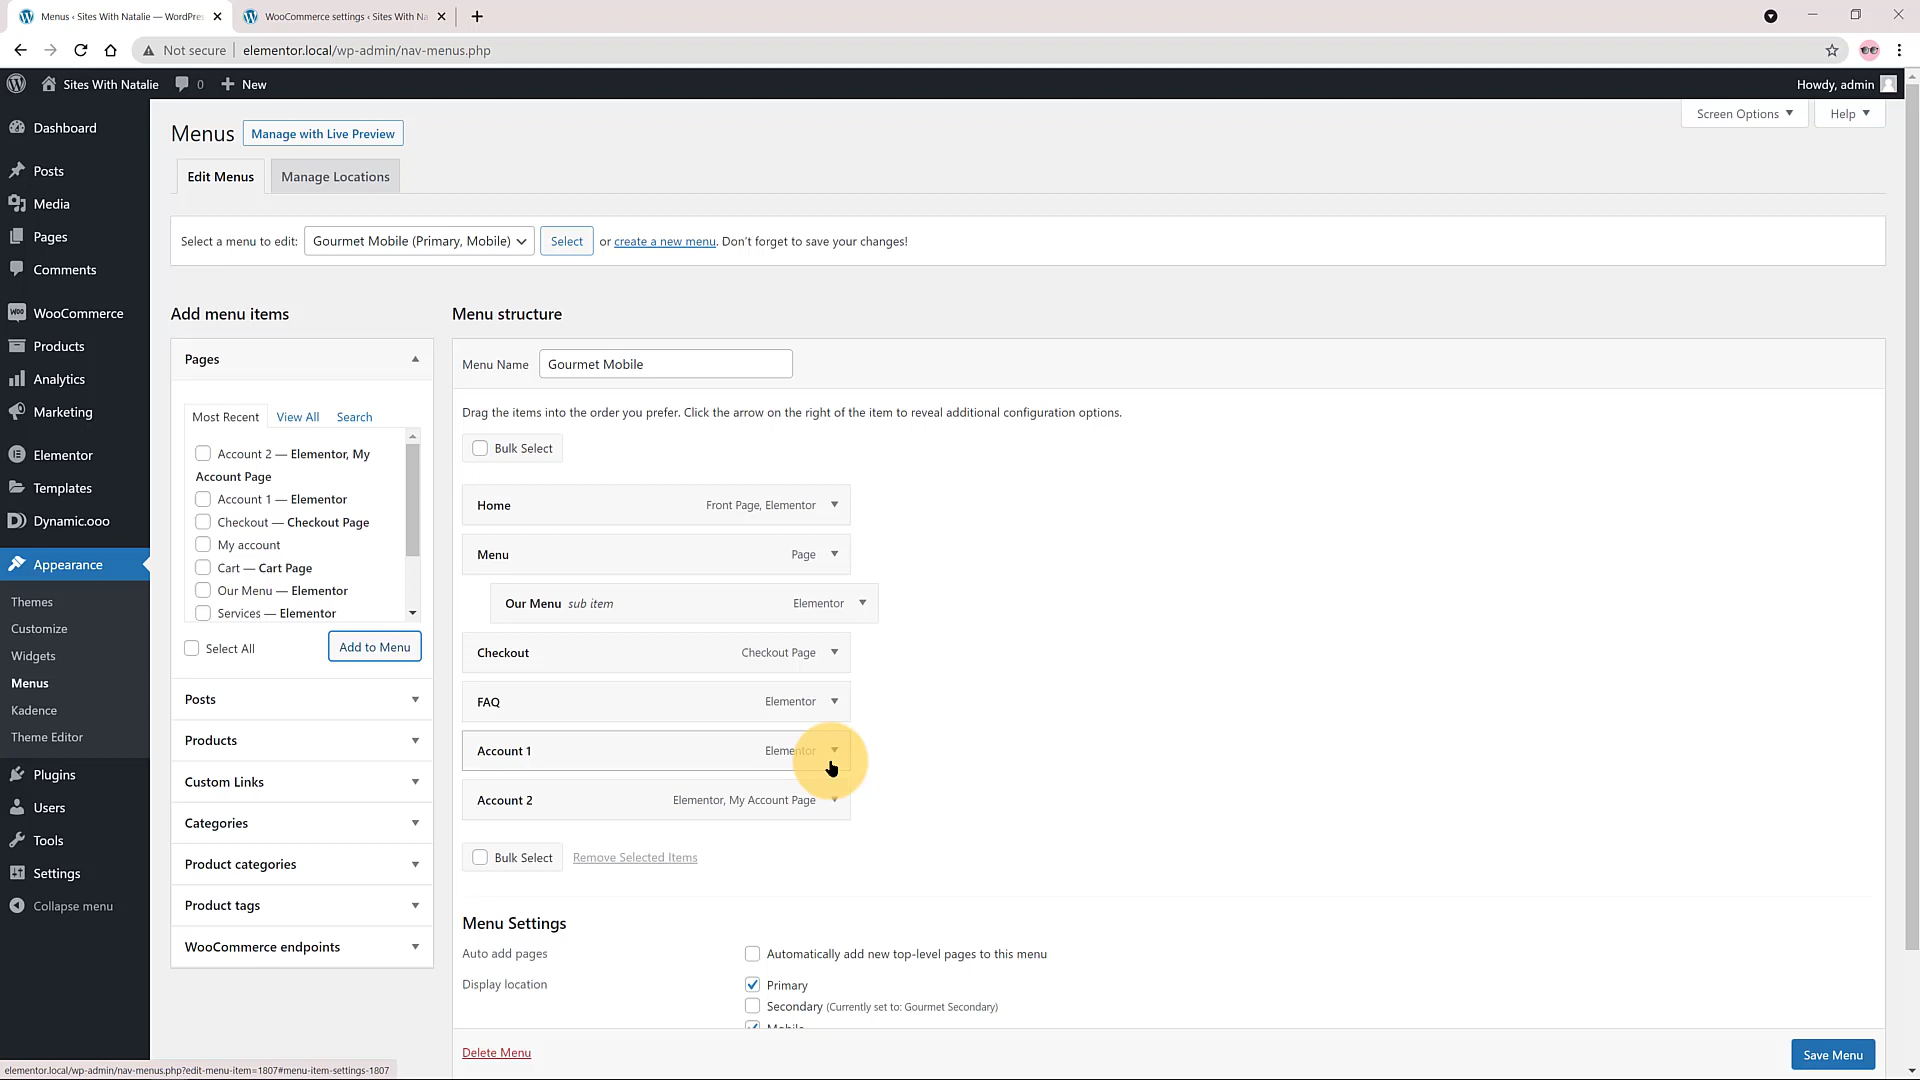 Menus ‹ Sites With Natalie — WordPre
WooCommerce settings ‹ Sites With Na
Not secure
elementor.local/wp-admin/nav-menus.php
Sites With Natalie
0
New
Howdy, admin
Dashboard
Posts
Media
Pages
Comments
WooCommerce
Products
Analytics
Marketing
Elementor
Templates
Dynamic.ooo
Appearance
Themes
Customize
Widgets
Menus
Kadence
Theme Editor
Plugins
Users
Tools
Settings
Collapse menu
Screen Options
Help
Menus
Manage with Live Preview
Edit Menus
Manage Locations
Select a menu to edit:
Gourmet Mobile (Primary, Mobile)
Select
or create a new menu. Don't forget to save your changes!
Add menu items
Pages
Most Recent
View All
Search
Account 2 — Elementor, My
Account Page
Account 1 — Elementor
Checkout — Checkout Page
My account
Cart — Cart Page
Our Menu — Elementor
Services — Elementor
Select All
Add to Menu
Posts
Products
Custom Links
Categories
Product categories
Product tags
WooCommerce endpoints
Menu structure
Menu Name
Gourmet Mobile
Drag the items into the order you prefer. Click the arrow on the right of the item to reveal additional configuration options.
Bulk Select
Home
Front Page, Elementor
Menu
Page
Our Menu sub item
Elementor
Checkout
Checkout Page
FAQ
Elementor
Account 1
Elementor
Account 2
Elementor, My Account Page
Bulk Select
Remove Selected Items
Menu Settings
Auto add pages
Automatically add new top-level pages to this menu
Display location
Primary
Secondary (Currently set to: Gourmet Secondary)
Mobile
Delete Menu
Save Menu
elementor.local/wp-admin/nav-menus.php?edit-menu-item=1807#menu-item-settings-1807